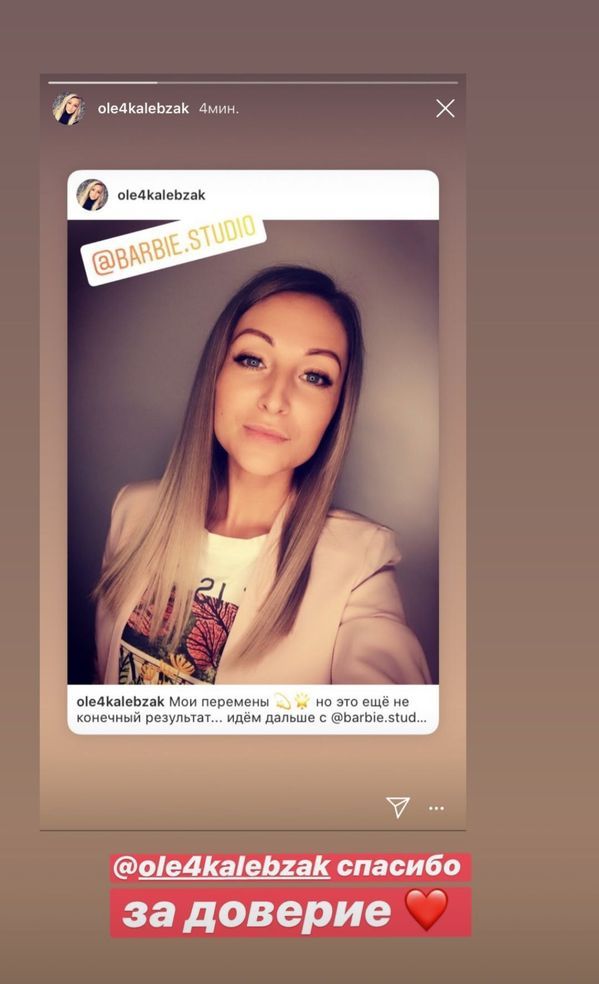 ole4kalebzak 4мин.
ole4kalebzak
@BARBIE.STUDIO
ole4kalebzak Мои перемены 💫🌟 но это ещё не
конечный результат... идём дальше с @barbie.stud...
@ole4kalebzak спасибо
за доверие ❤️